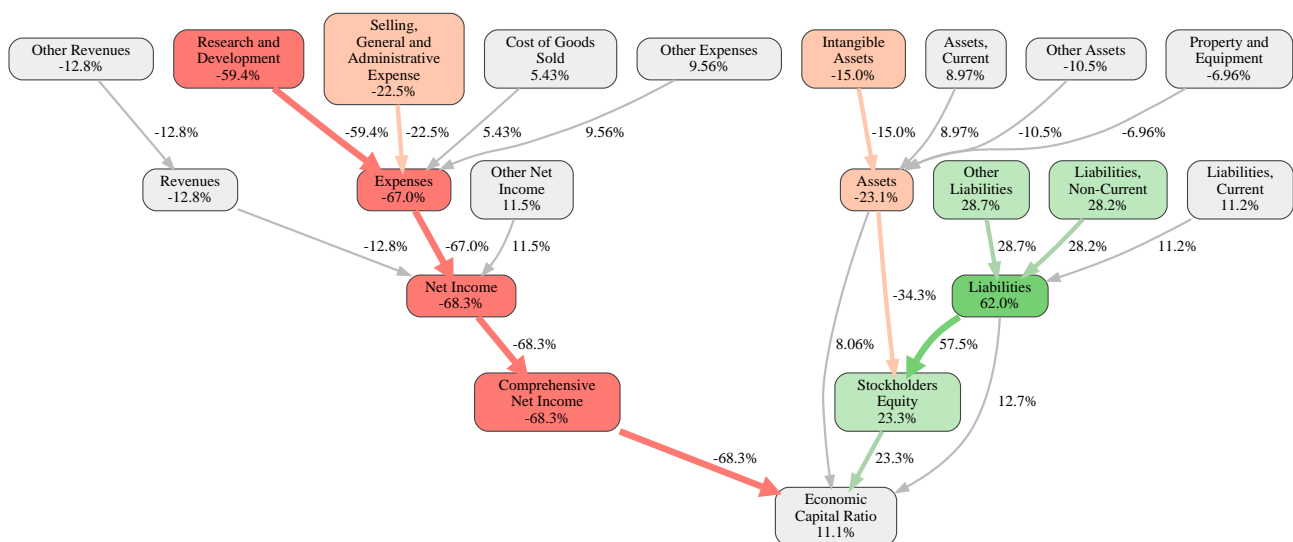 Other Revenues
-12.8%
Research and
Development
-59.4%
Selling,
General and
Administrative
Expense
-22.5%
Cost of Goods
Sold
5.43%
Other Expenses
9.56%
Intangible
Assets
-15.0%
Assets,
Current
8.97%
Other Assets
-10.5%
Property and
Equipment
-6.96%
-12.8%
-59.4%
-22.5%
5.43%
9.56%
-15.0%
8.97%
-10.5%
-6.96%
Revenues
-12.8%
Expenses
-67.0%
Other Net
Income
11.5%
Assets
-23.1%
Other
Liabilities
28.7%
Liabilities,
Non-Current
28.2%
Liabilities,
Current
11.2%
-12.8%
-67.0%
11.5%
28.7%
28.2%
11.2%
Net Income
-68.3%
-34.3%
Liabilities
62.0%
-68.3%
8.06%
57.5%
Comprehensive
Net Income
-68.3%
Stockholders
Equity
23.3%
12.7%
-68.3%
23.3%
Economic
Capital Ratio
11.1%